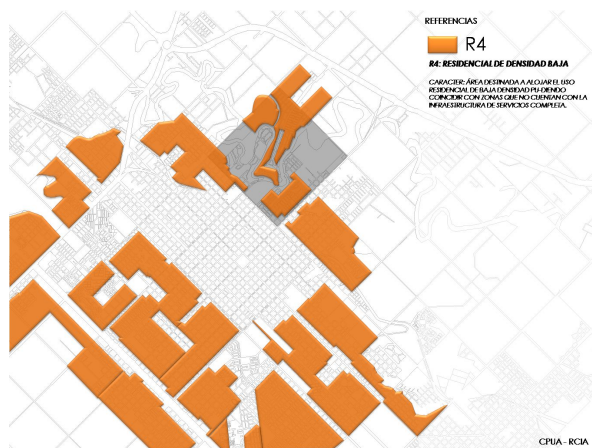 REFERENCIAS
R4
R4: RESIDENCIAL DE DENSIDAD BAJA
CARACTER: ÁREA DESTINADA A ALOJAR EL USO
RESIDENCIAL DE BAJA DENSIDAD PU-DIENDO
COINCIDIR CON ZONAS QUE NO CUENTAN CON LA
INFRAESTRUCTURA DE SERVICIOS COMPLETA.
CPUA - RCIA